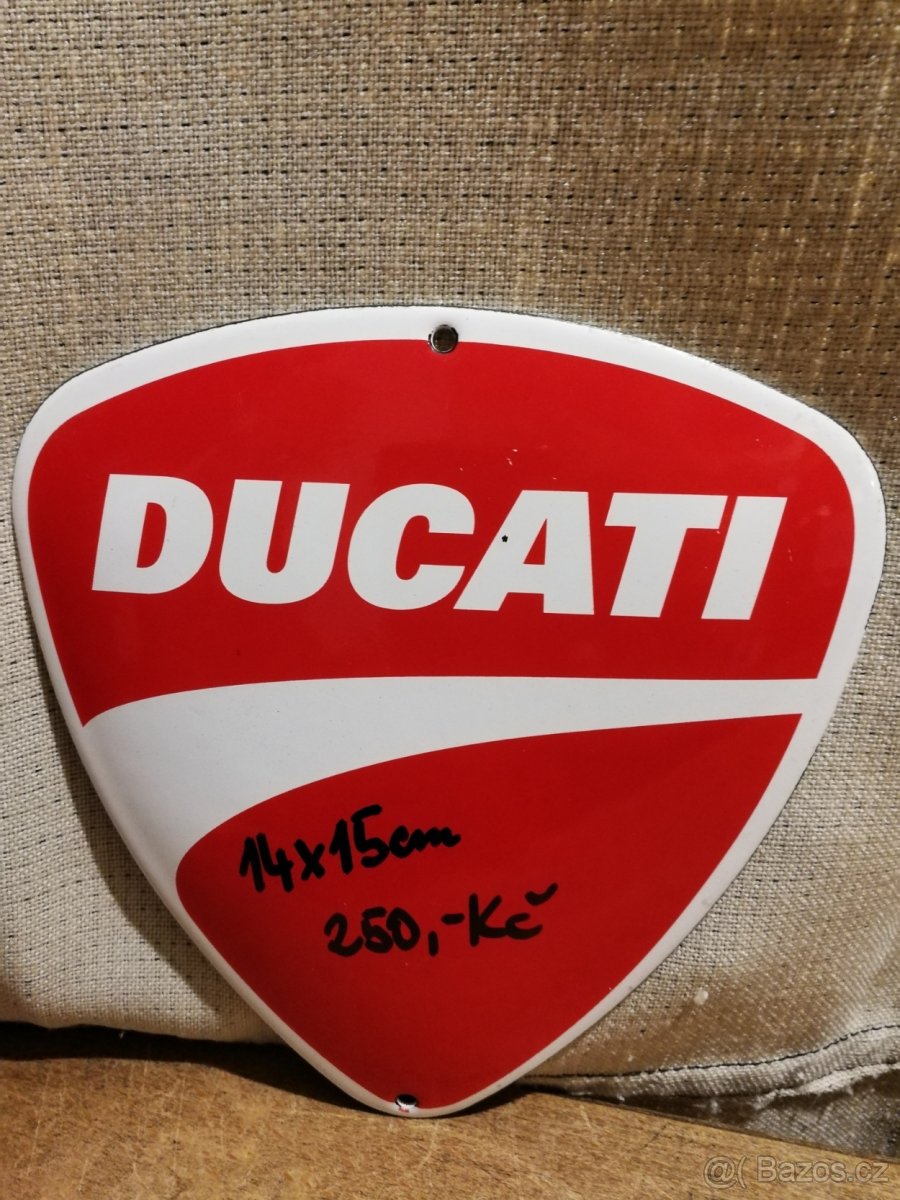 DUCATI
14x15cm
250,-Kč
@( Bazos.cz